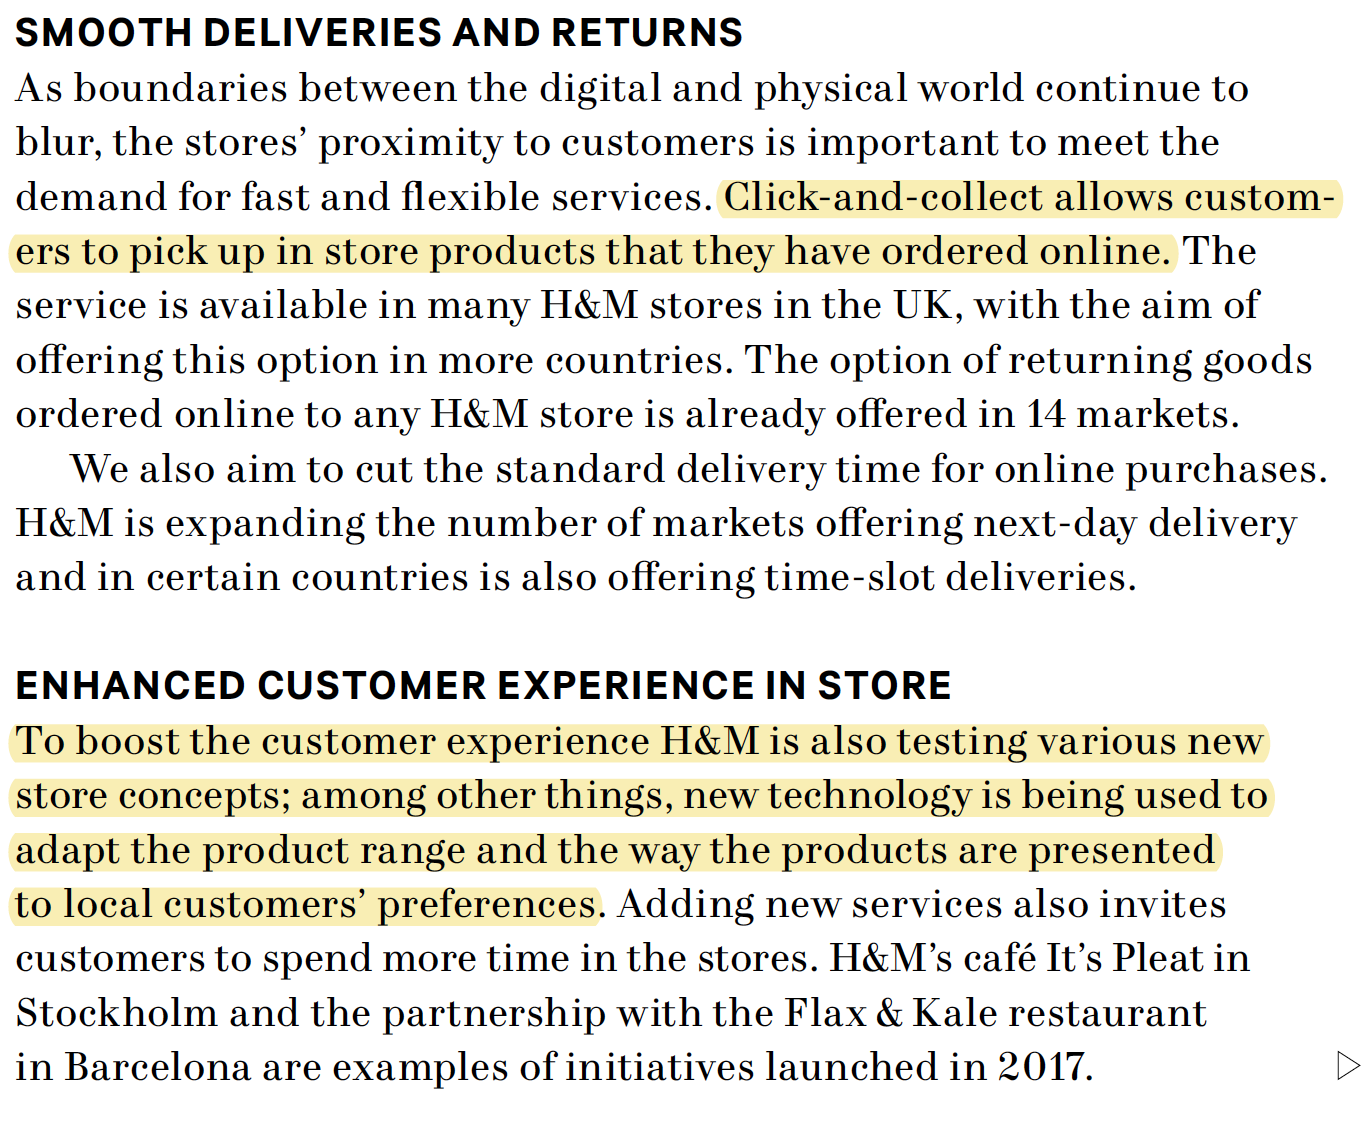 SMOOTH DELIVERIES AND RETURNS
As boundaries between the digital and physical world continue to
blur, the stores’ proximity to customers is important to meet the
demand for fast and flexible services. Click-and-collect allows custom-
ers to pick up in store products that they have ordered online. The
service is available in many H&M stores in the UK, with the aim of
offering this option in more countries. The option of returning goods
ordered online to any H&M store is already offered in 14 markets.
We also aim to cut the standard delivery time for online purchases.
H&M is expanding the number of markets offering next-day delivery
and in certain countries is also offering time-slot deliveries.
ENHANCED CUSTOMER EXPERIENCE IN STORE
To boost the customer experience H&M is also testing various new
store concepts; among other things, new technology is being used to
adapt the product range and the way the products are presented
to local customers’ preferences. Adding new services also invites
customers to spend more time in the stores. H&M’s café It’s Pleat in
Stockholm and the partnership with the Flax & Kale restaurant
in Barcelona are examples of initiatives launched in 2017.